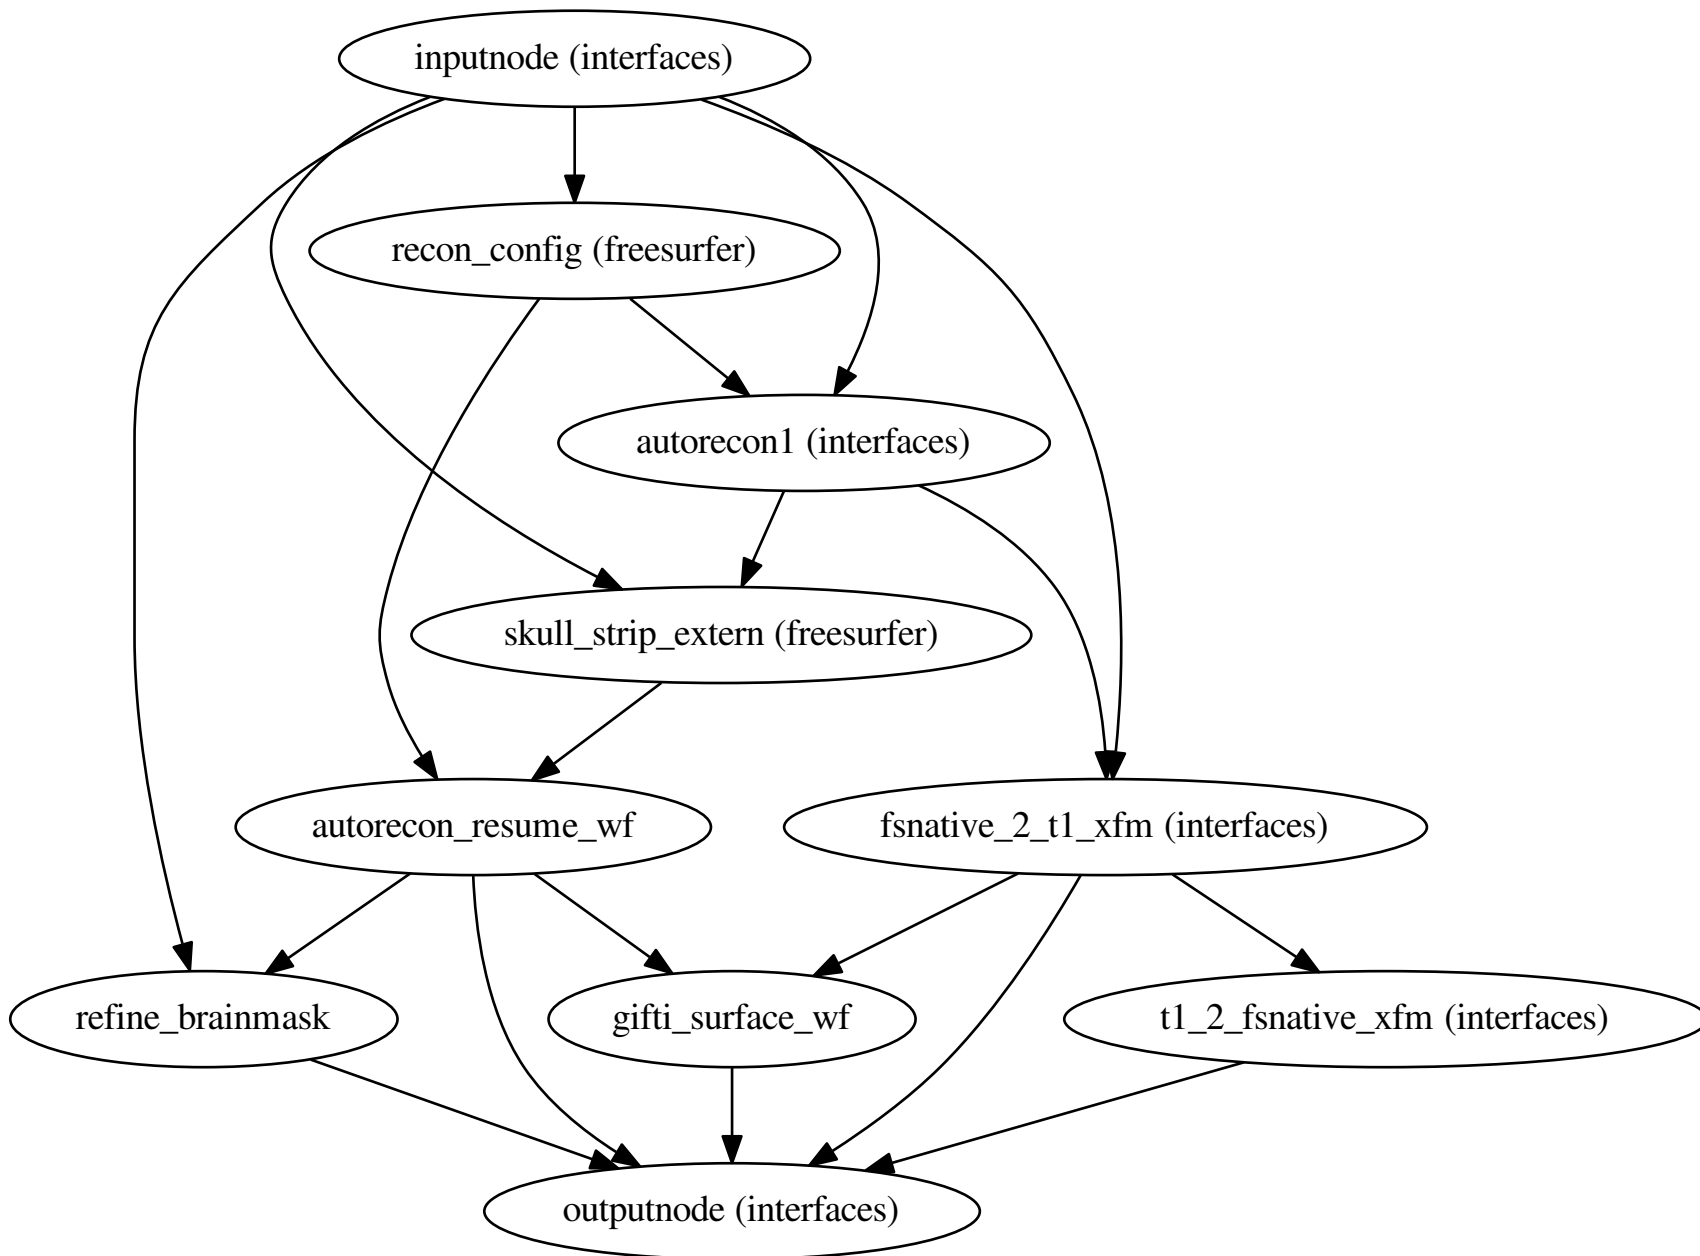 inputnode (interfaces)
recon_config (freesurfer)
autorecon1 (interfaces)
skull_strip_extern (freesurfer)
autorecon_resume_wf
fsnative_2_t1_xfm (interfaces)
refine_brainmask
gifti_surface_wf
t1_2_fsnative_xfm (interfaces)
outputnode (interfaces)